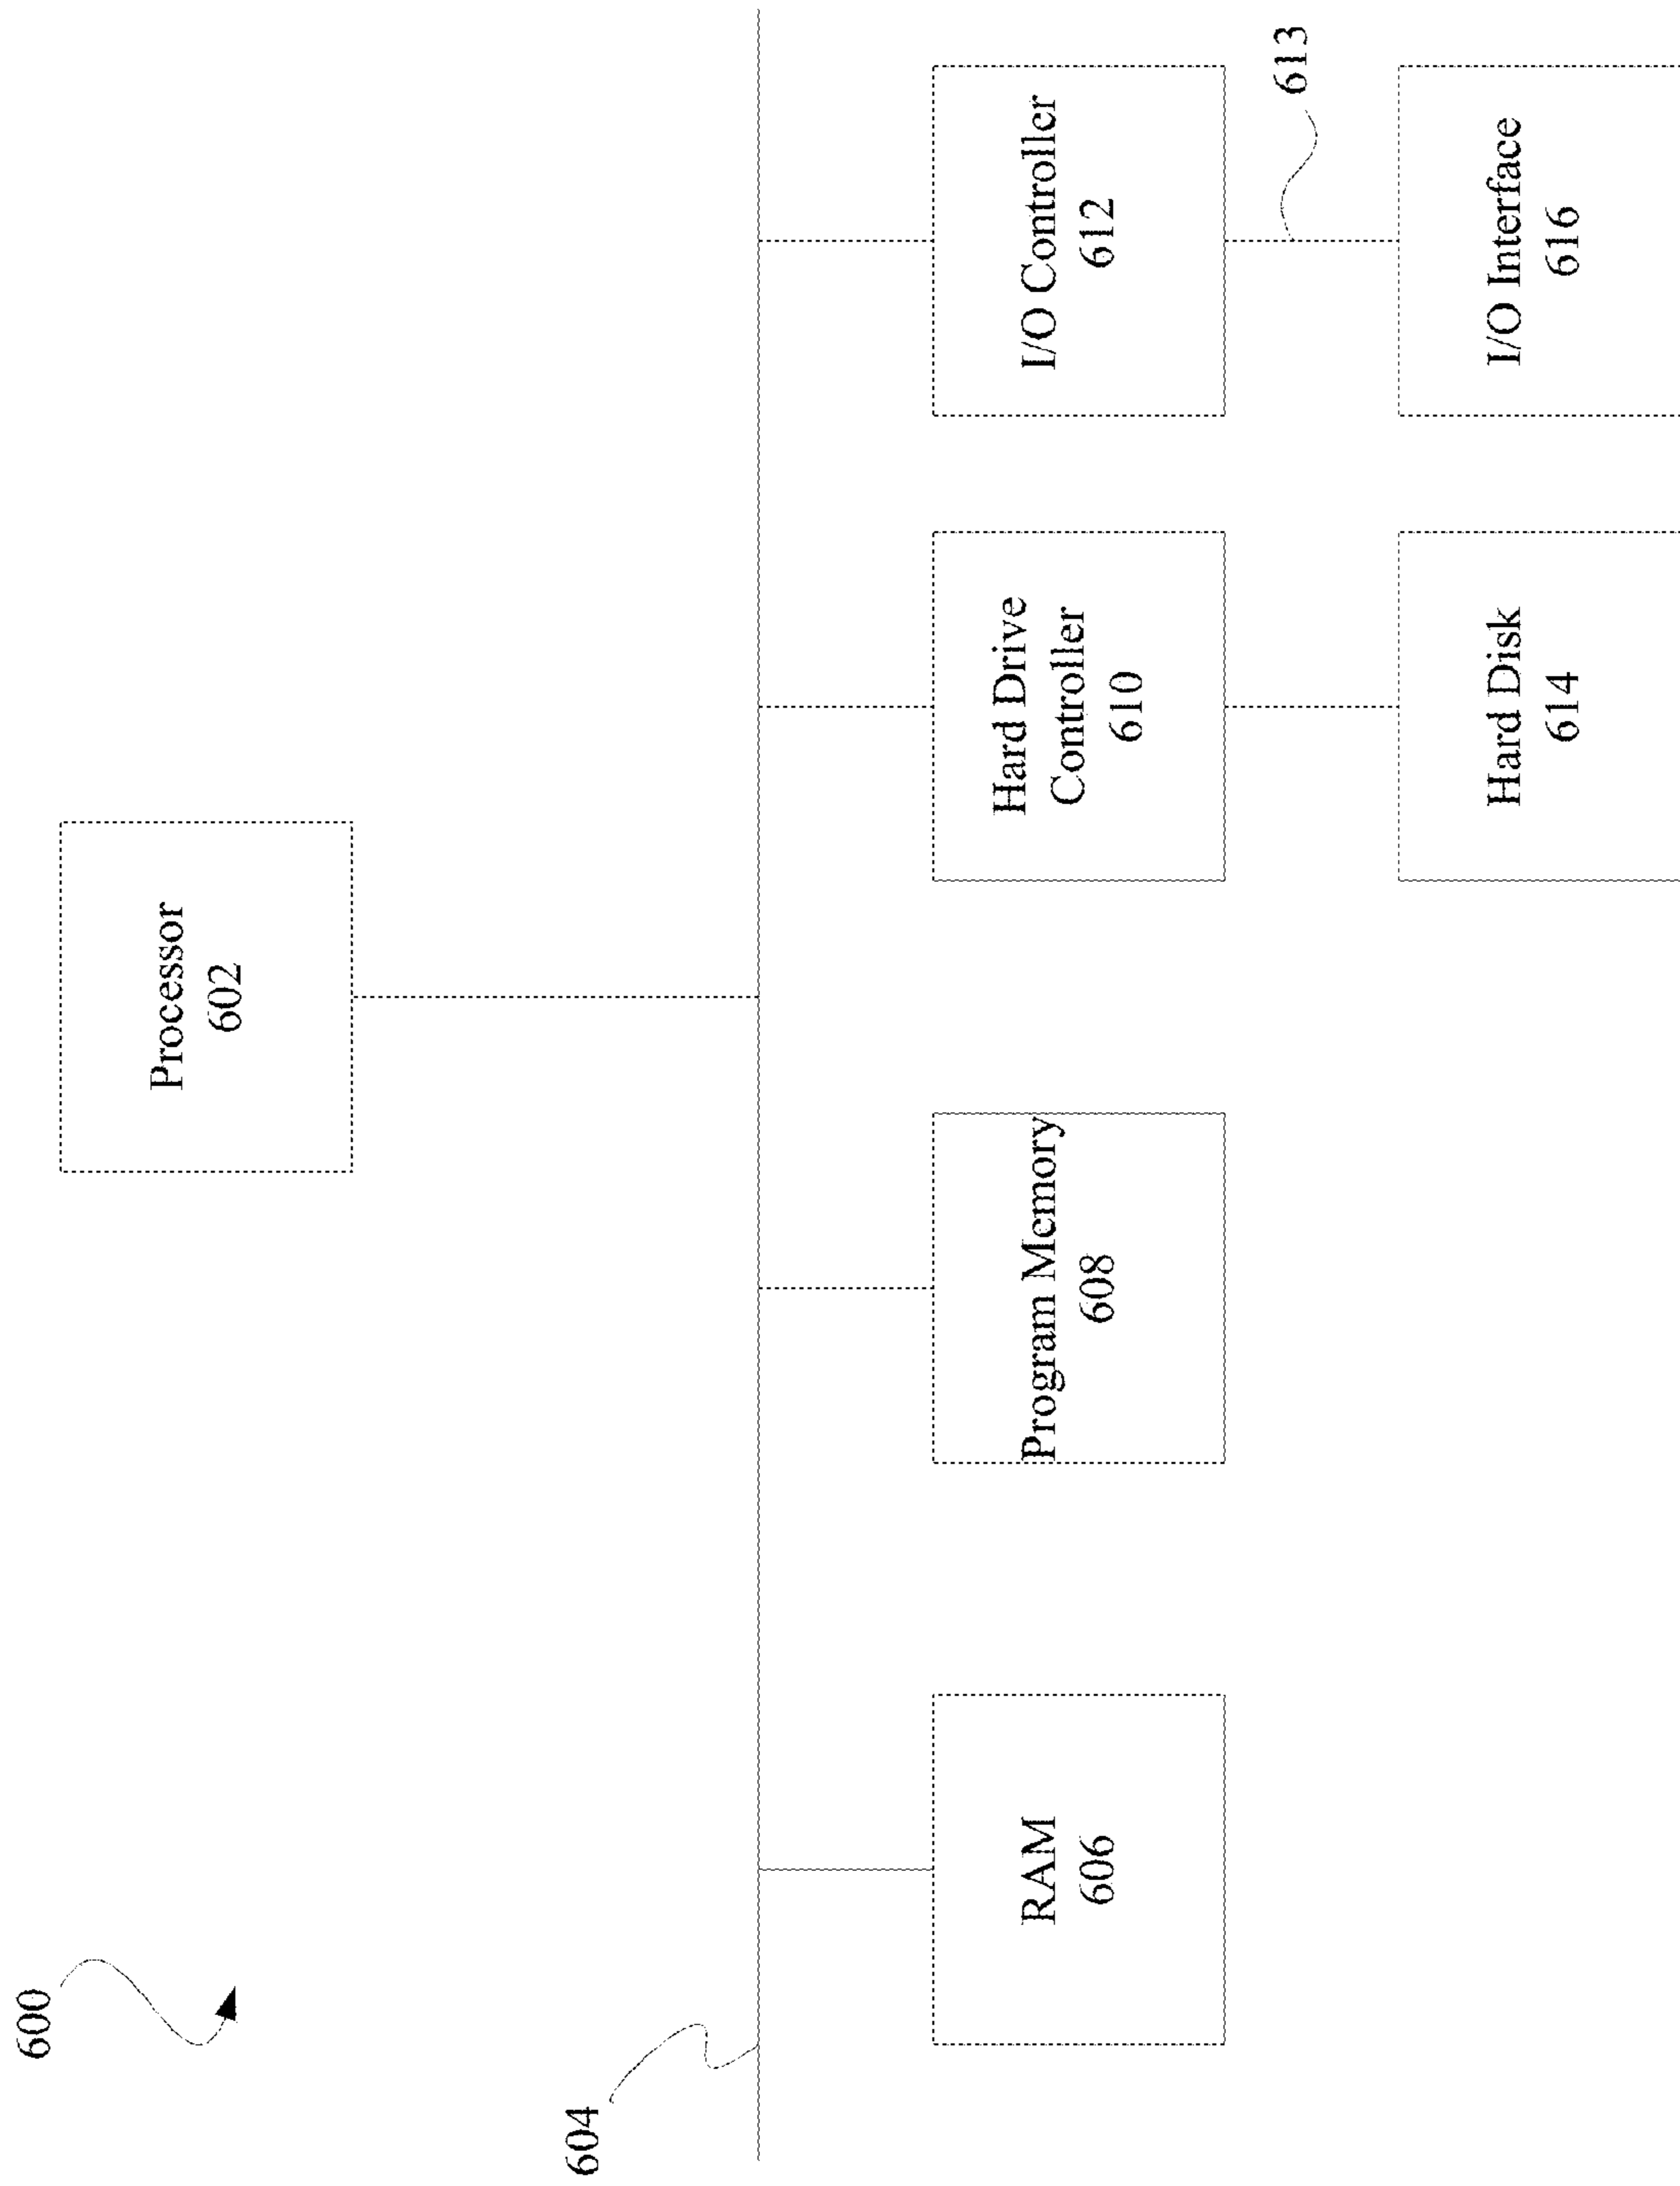 600
Processor
602
604
RAM
606
Program Memory
608
Hard Drive
Controller
610
I/O Controller
612
613
Hard Disk
614
I/O Interface
616